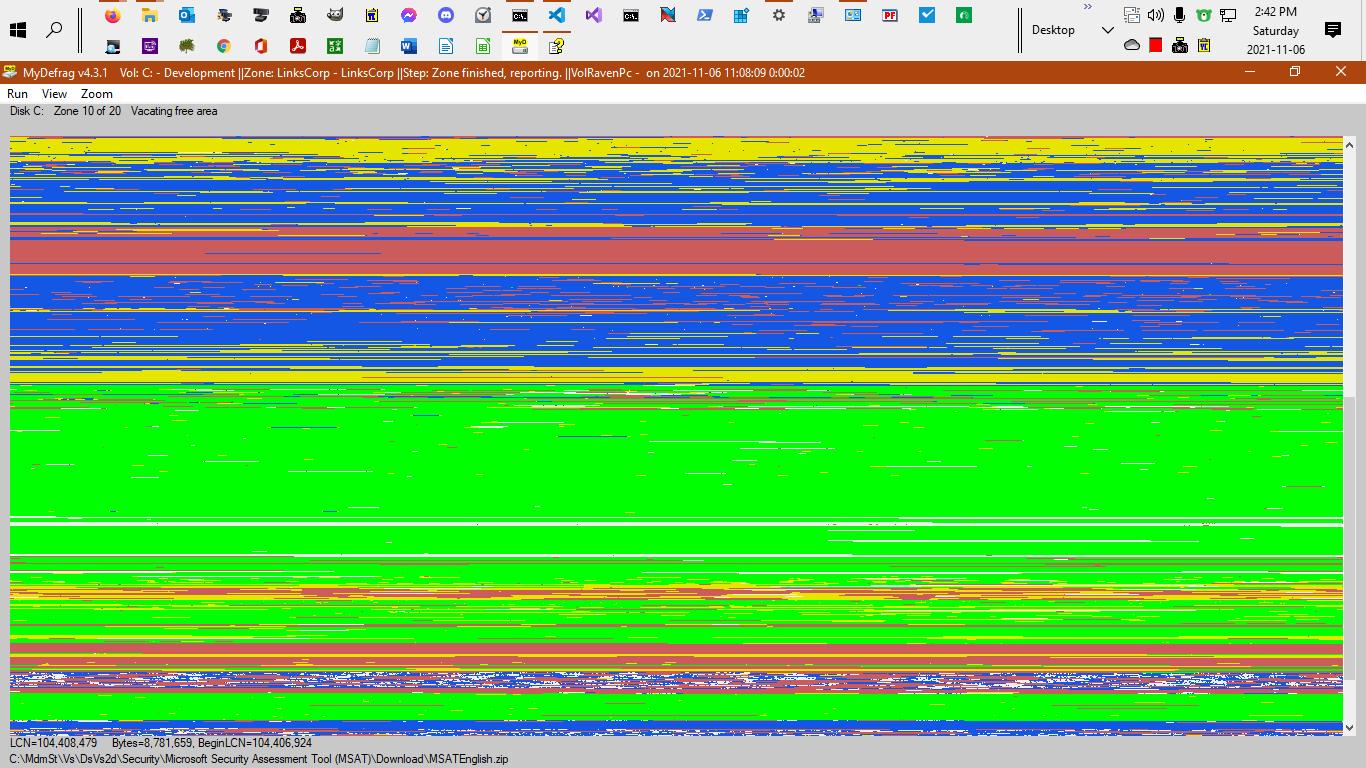 2:42 PM
Desktop
Saturday
2021-11-06
MyDefrag v4.3.1 Vol: C: - Development ||Zone: LinksCorp - LinksCorp ||Step: Zone finished, reporting. ||VolRavenPc - on 2021-11-06 11:08:09 0:00:02
Run View Zoom
Disk C: Zone 10 of 20 Vacating free area
LCN=104,408,479 Bytes=8,781,659, BeginLCN=104,406,924
C:\MdmSt\Vs\DsVs2d\Security\Microsoft Security Assessment Tool (MSAT)\Download\MSATEnglish.zip